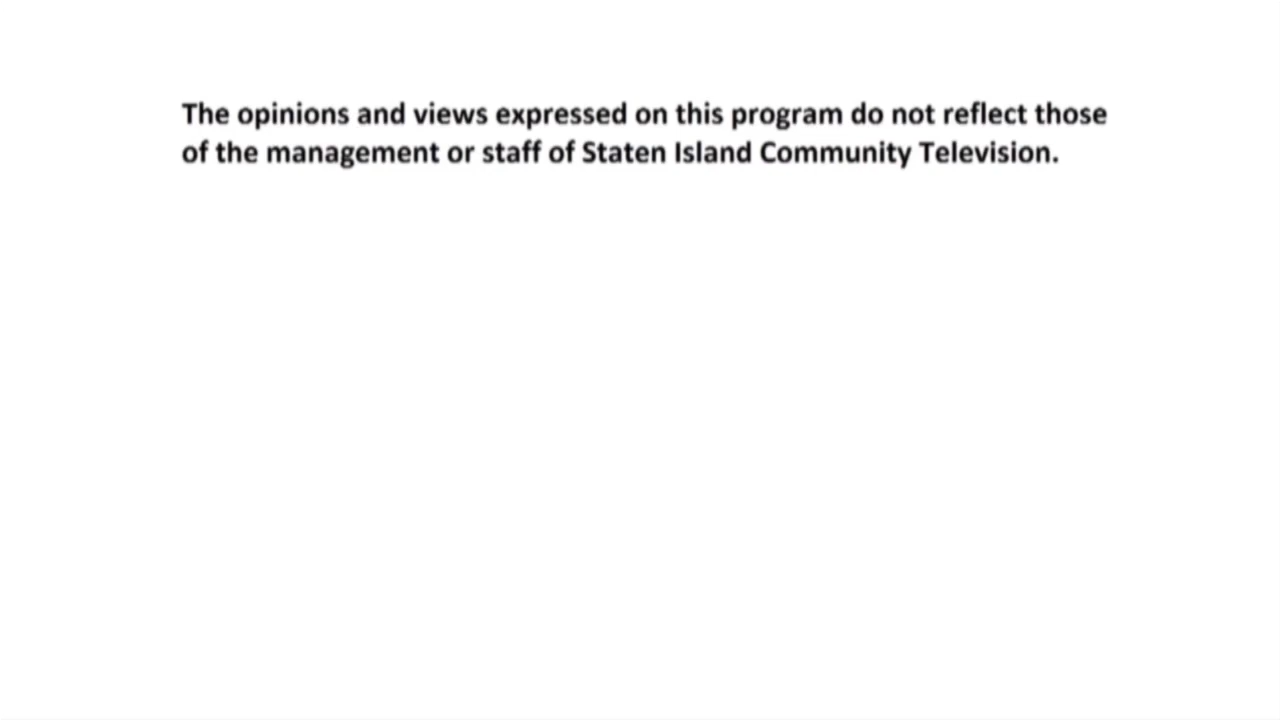 The opinions and views expressed on this program do not reflect those
of the management or staff of Staten Island Community Television.